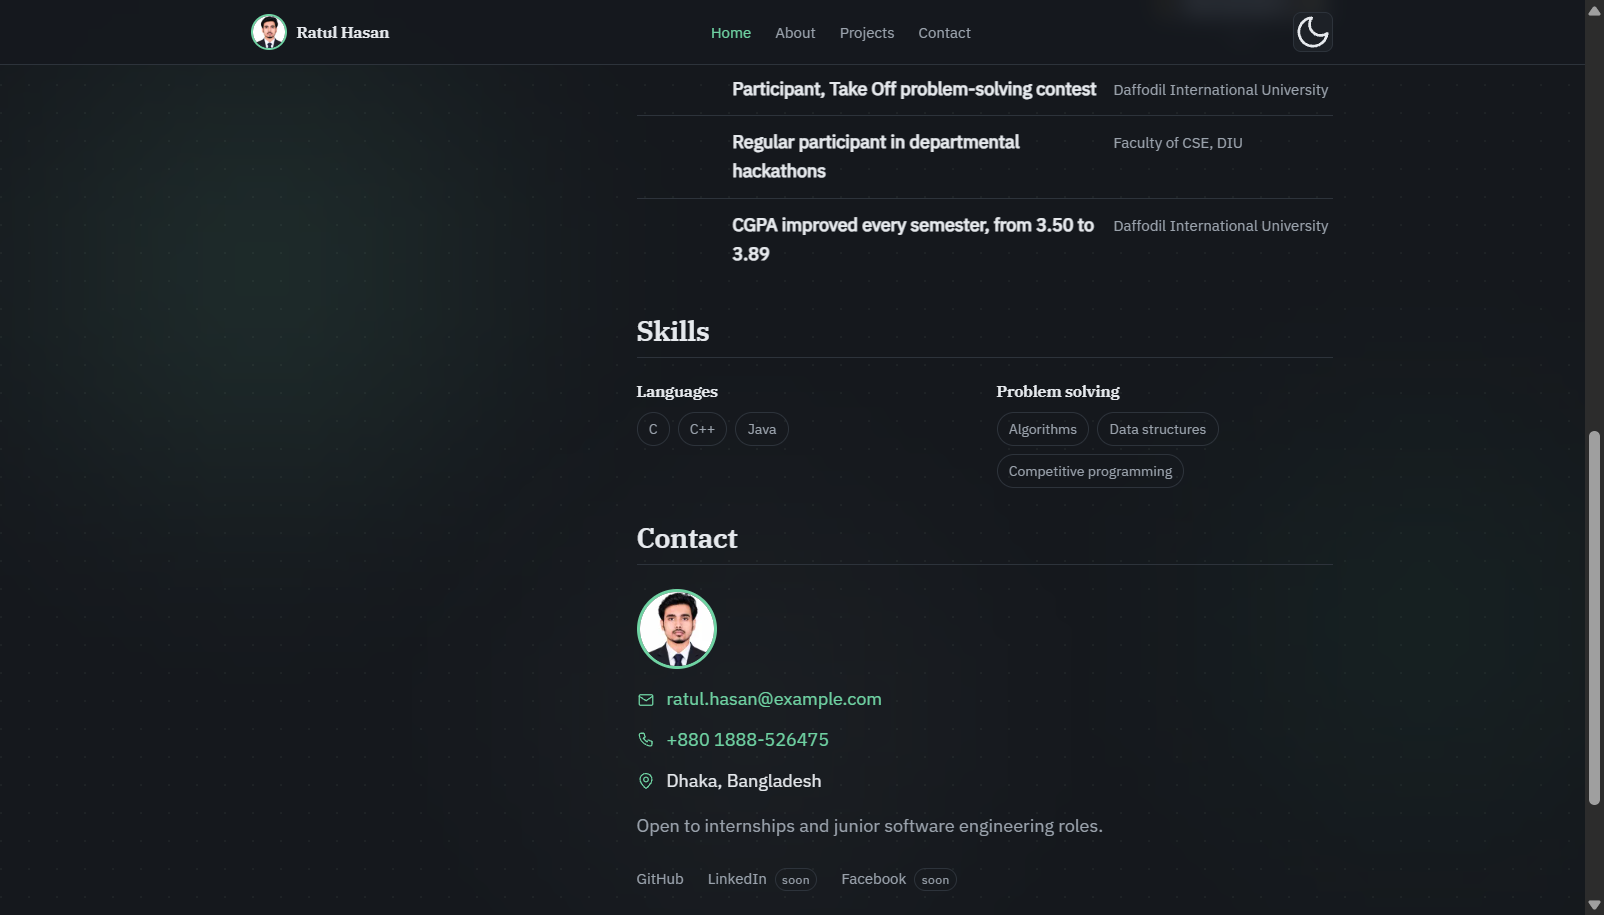 Ratul Hasan
Home About Projects Contact
Participant, Take Off problem-solving contest Daffodil International University
Regular participant in departmental Faculty of CSE, DIU
hackathons
CGPA improved every semester, from 3.50 to Daffodil International University
3.89
Skills
Languages
C C++ Java
Problem solving
Algorithms Data structures
Competitive programming
Contact
ratul.hasan@example.com
+880 1888-526475
Dhaka, Bangladesh
Open to internships and junior software engineering roles.
GitHub LinkedIn soon Facebook soon